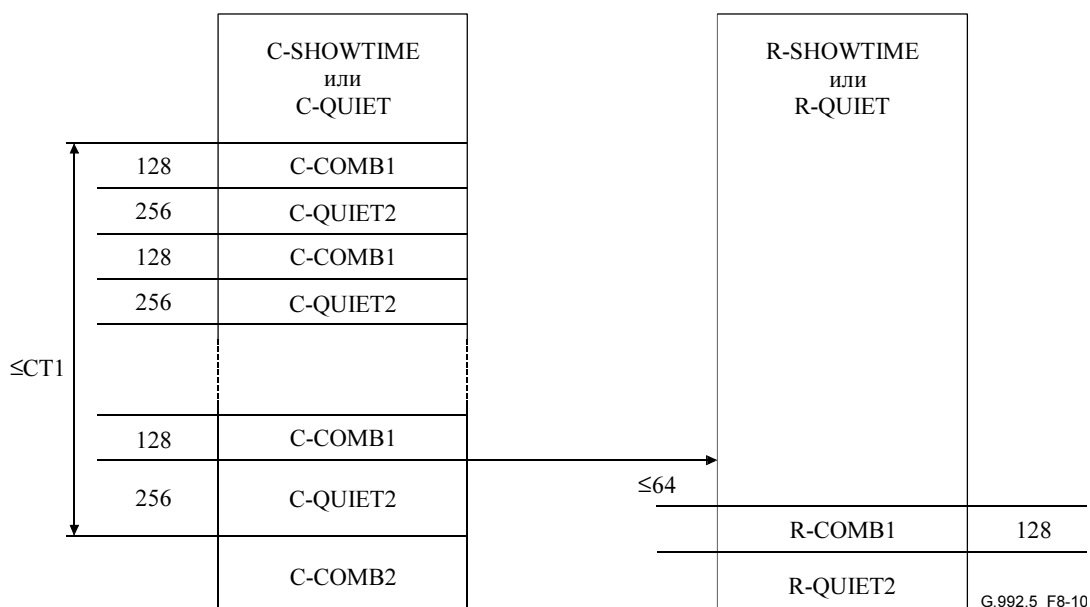 C-SHOWTIME
или
C-QUIET
R-SHOWTIME
или
R-QUIET
128 C-COMB1
256 C-QUIET2
128 C-COMB1
256 C-QUIET2
≤CT1
128 C-COMB1
≤64
256 C-QUIET2
R-COMB1 128
C-COMB2
R-QUIET2
G.992.5_F8-10